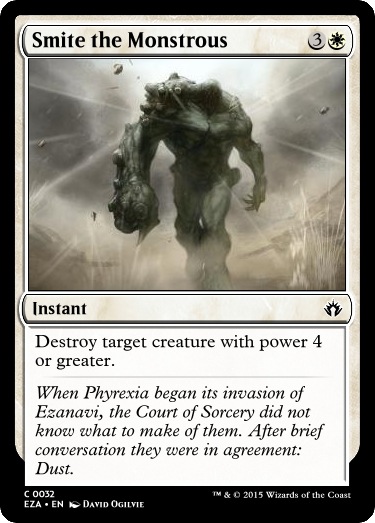 Smite the Monstrous 3
Instant
Destroy target creature with power 4
or greater.
When Phyrexia began its invasion of
Ezanavi, the Court of Sorcery did not
know what to make of them. After brief
conversation they were in agreement:
Dust.
C 0032
EZA • EN DAVID OGILVIE
™ & © 2015 Wizards of the Coast